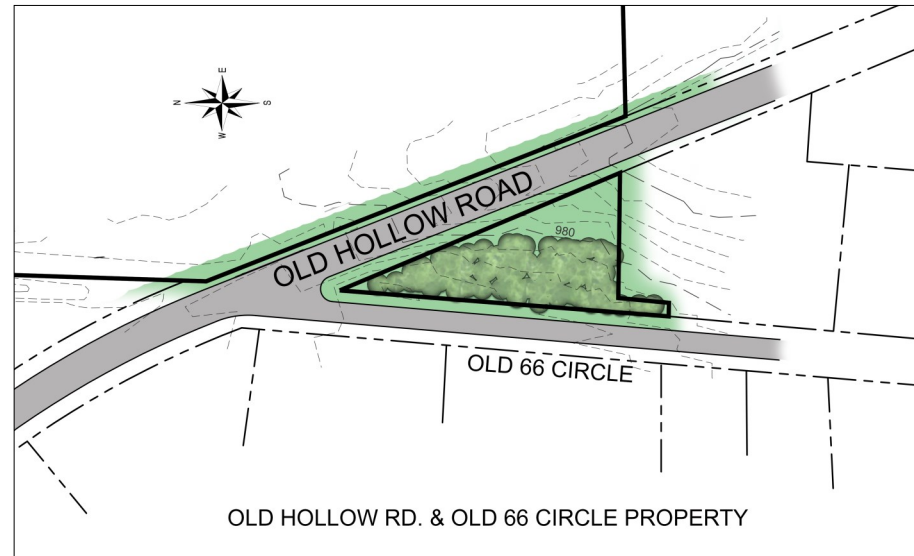 E
N
S
W
OLD HOLLOW ROAD
980
OLD 66 CIRCLE
OLD HOLLOW RD. & OLD 66 CIRCLE PROPERTY